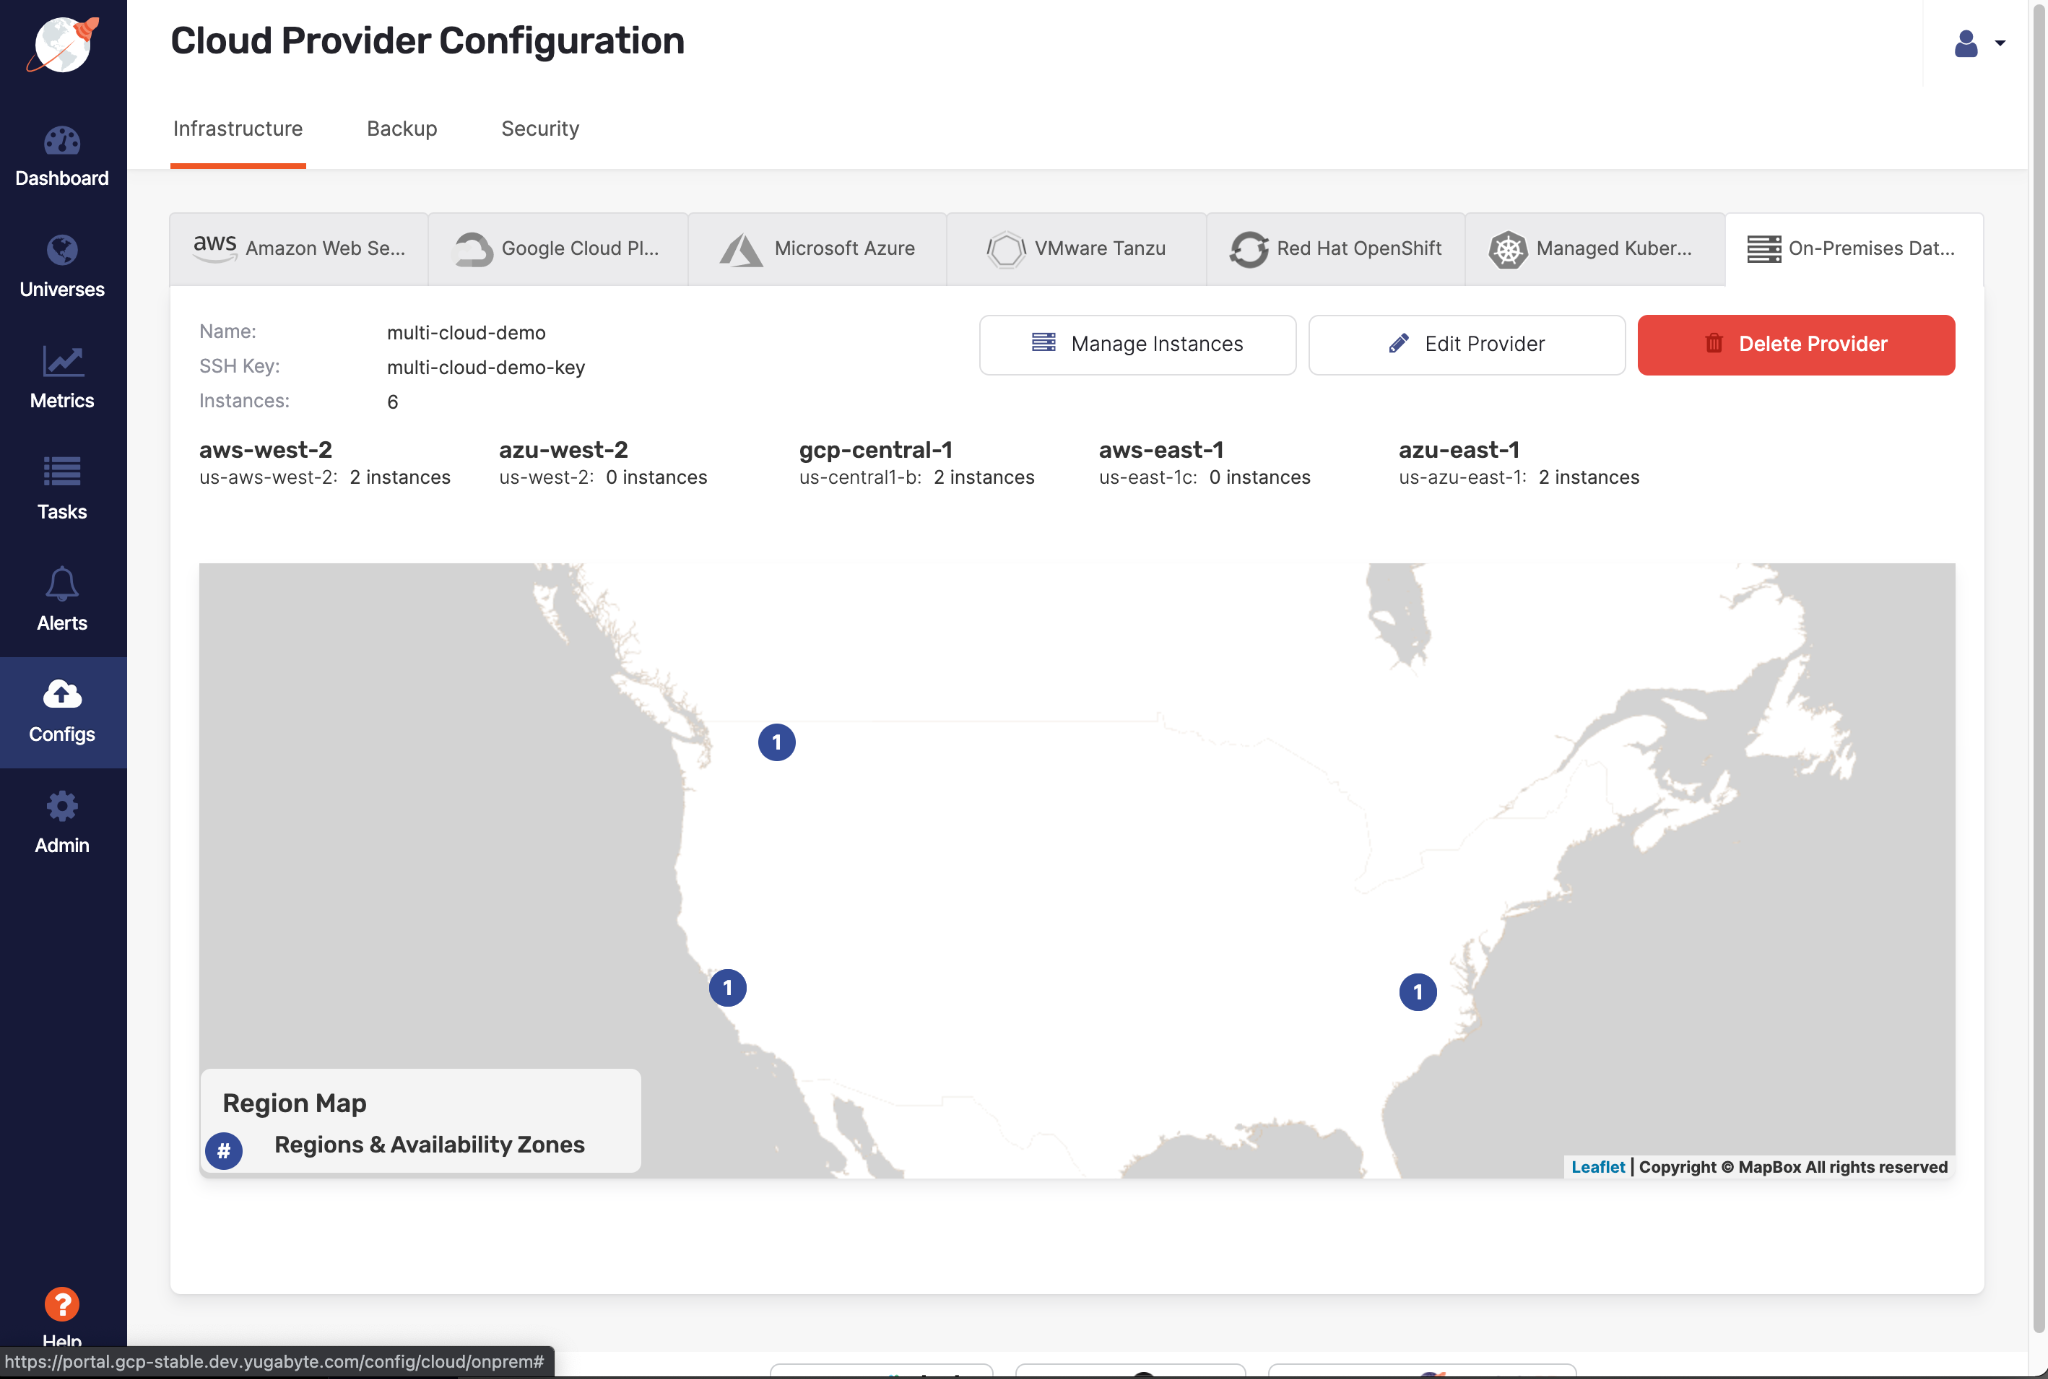 Cloud Provider Configuration
Infrastructure
Backup
Security
Dashboard
Universes
Metrics
Tasks
Alerts
Configs
Admin
Help
aws Amazon Web Se...
Google Cloud Pl...
Microsoft Azure
VMware Tanzu
Red Hat OpenShift
Managed Kuber...
On-Premises Dat...
Name: multi-cloud-demo
SSH Key: multi-cloud-demo-key
Instances: 6
Manage Instances
Edit Provider
Delete Provider
aws-west-2
us-aws-west-2: 2 instances
azu-west-2
us-west-2: 0 instances
gcp-central-1
us-central1-b: 2 instances
aws-east-1
us-east-1c: 0 instances
azu-east-1
us-azu-east-1: 2 instances
1
1
1
Region Map
# Regions & Availability Zones
Leaflet | Copyright © MapBox All rights reserved
?
https://portal.gcp-stable.dev.yugabyte.com/config/cloud/onprem#